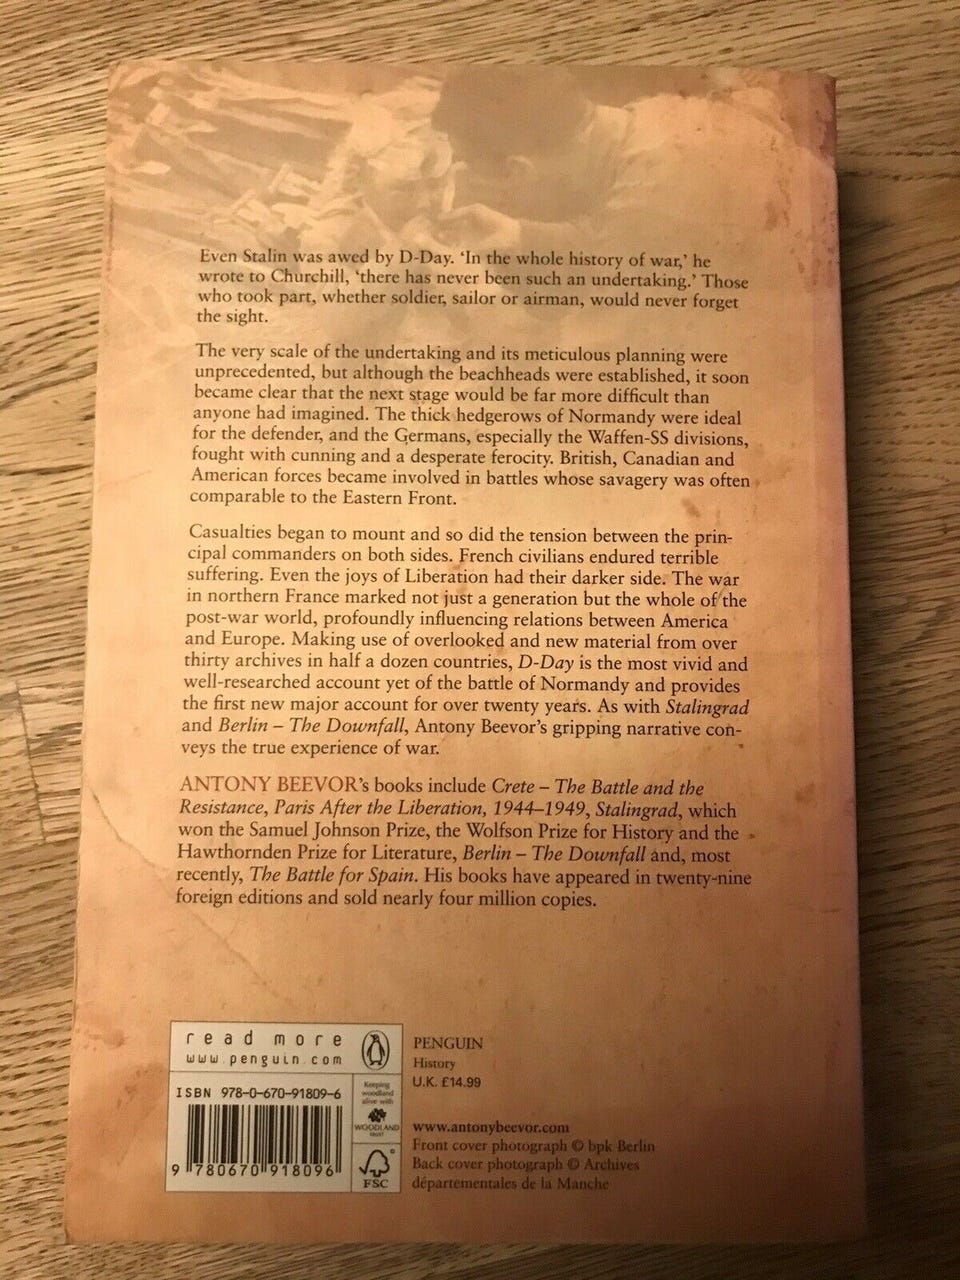 Even Stalin was awed by D-Day. ‘In the whole history of war,’ he
wrote to Churchill, ‘there has never been such an undertaking.’ Those
who took part, whether soldier, sailor or airman, would never forget
the sight.
The very scale of the undertaking and its meticulous planning were
unprecedented, but although the beachheads were established, it soon
became clear that the next stage would be far more difficult than
anyone had imagined. The thick hedgerows of Normandy were ideal
for the defender, and the Germans, especially the Waffen-SS divisions,
fought with cunning and a desperate ferocity. British, Canadian and
American forces became involved in battles whose savagery was often
comparable to the Eastern Front.
Casualties began to mount and so did the tension between the prin-
cipal commanders on both sides. French civilians endured terrible
suffering. Even the joys of Liberation had their darker side. The war
in northern France marked not just a generation but the whole of the
post-war world, profoundly influencing relations between America
and Europe. Making use of overlooked and new material from over
thirty archives in half a dozen countries, D-Day is the most vivid and
well-researched account yet of the battle of Normandy and provides
the first new major account for over twenty years. As with Stalingrad
and Berlin – The Downfall, Antony Beevor’s gripping narrative con-
veys the true experience of war.
ANTONY BEEVOR’s books include Crete – The Battle and the
Resistance, Paris After the Liberation, 1944–1949, Stalingrad, which
won the Samuel Johnson Prize, the Wolfson Prize for History and the
Hawthornden Prize for Literature, Berlin – The Downfall and, most
recently, The Battle for Spain. His books have appeared in twenty-nine
foreign editions and sold nearly four million copies.
read more
www.penguin.com
ISBN 978-0-670-91809-6
9 780670 918096
Keeping
woodland
alive with
WOODLAND
TRUST
FSC
PENGUIN
History
U.K. £14.99
www.antonybeevor.com
Front cover photograph © bpk Berlin
Back cover photograph © Archives
départementales de la Manche